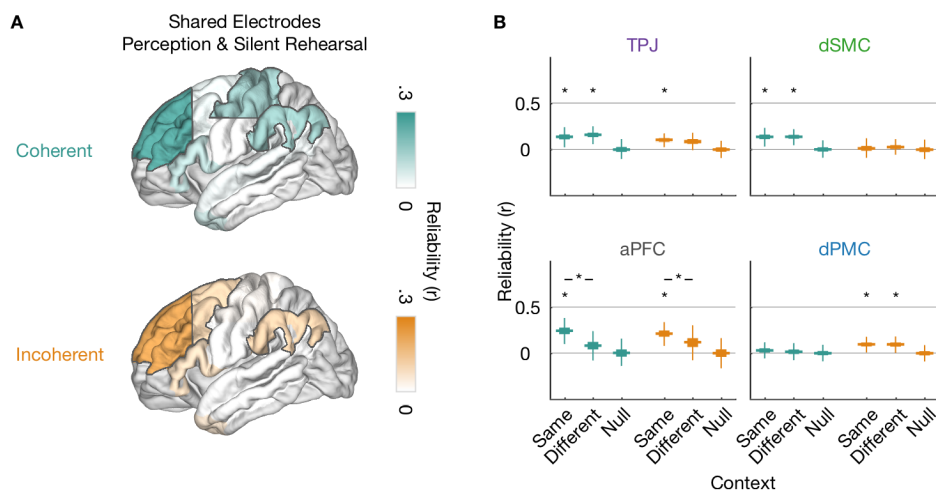 A
Shared Electrodes
Perception & Silent Rehearsal
Coherent
.3
0
Reliability (r)
Incoherent
.3
0
B
TPJ
* * *
0.5
0
dSMC
* *
aPFC
– * – – * –
* *
0.5
0
dPMC
* *
Reliability (r)
Same
Different
Null
Same
Different
Null
Same
Different
Null
Same
Different
Null
Context